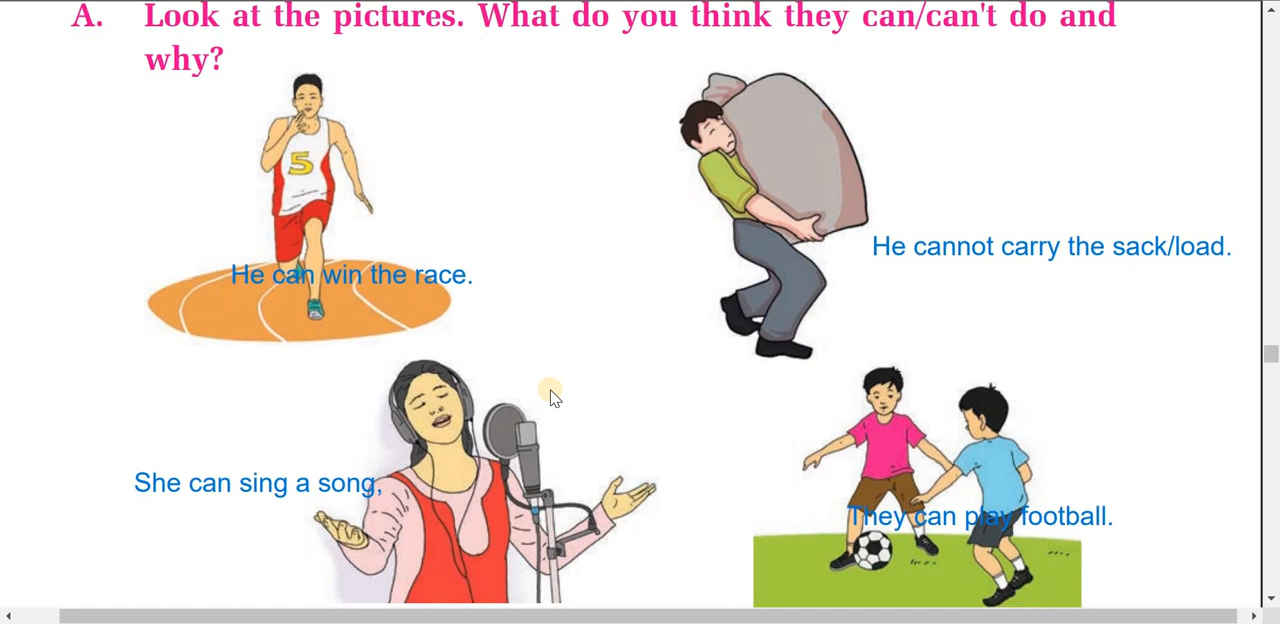 A. Look at the pictures. What do you think they can/can't do and
why?
5
He can win the race.
He cannot carry the sack/load.
She can sing a song,
They can play football.